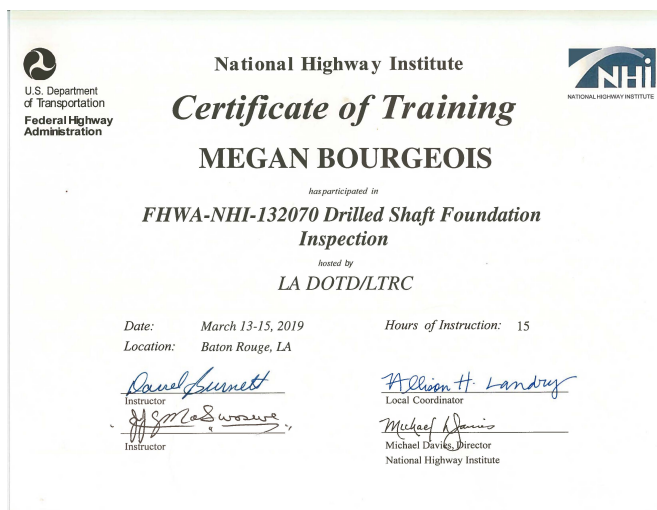 U.S. Department
of Transportation
Federal Highway
Administration
National Highway Institute
NHi
NATIONAL HIGHWAY INSTITUTE
Certificate of Training
MEGAN BOURGEOIS
has participated in
FHWA-NHI-132070 Drilled Shaft Foundation
Inspection
hosted by
LA DOTD/LTRC
Date: March 13-15, 2019
Hours of Instruction: 15
Location: Baton Rouge, LA
Allison H. Landry
Instructor
Local Coordinator
Michael Davies
Instructor
Michael Davies, Director
National Highway Institute